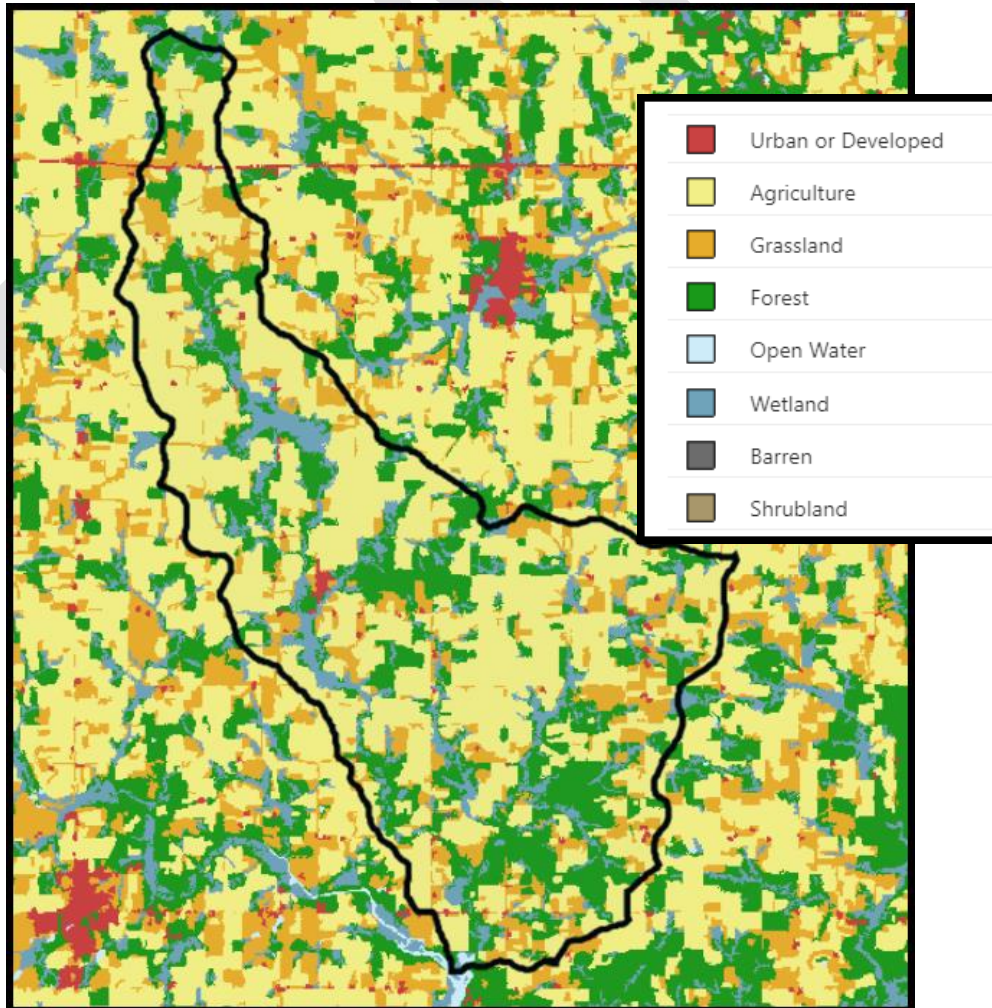 Urban or Developed
Agriculture
Grassland
Forest
Open Water
Wetland
Barren
Shrubland